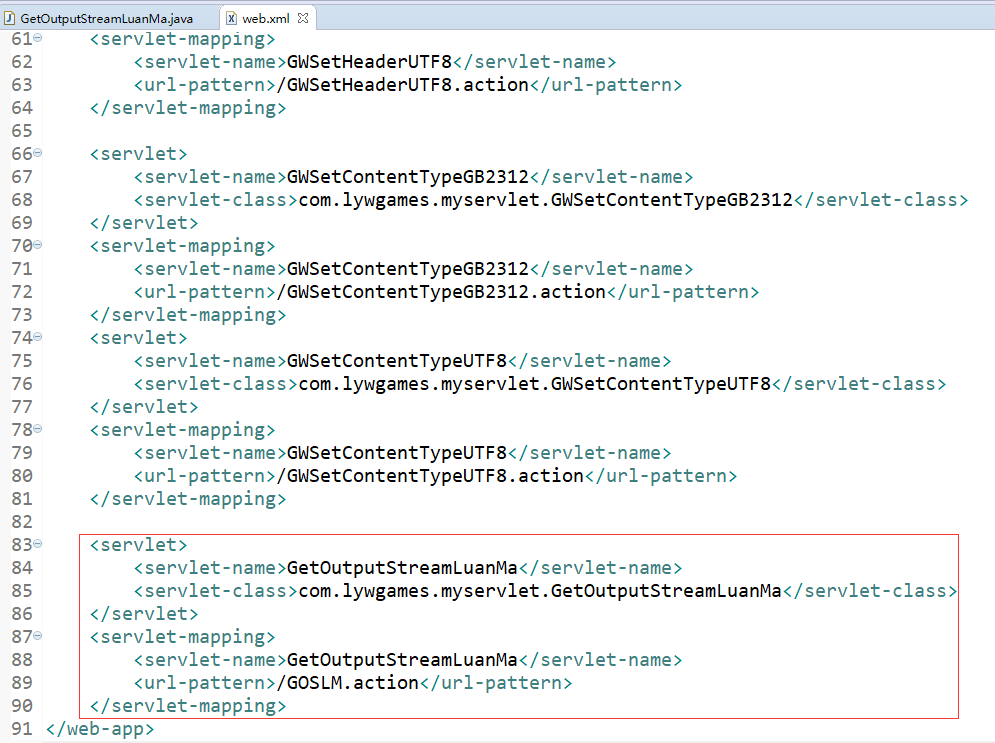 GetOutputStreamLuanMa.java web.xml
61 <servlet-mapping>
62 <servlet-name>GWSetHeaderUTF8</servlet-name>
63 <url-pattern>/GWSetHeaderUTF8.action</url-pattern>
64 </servlet-mapping>
65
66 <servlet>
67 <servlet-name>GWSetContentTypeGB2312</servlet-name>
68 <servlet-class>com.lywgames.myservlet.GWSetContentTypeGB2312</servlet-class>
69 </servlet>
70 <servlet-mapping>
71 <servlet-name>GWSetContentTypeGB2312</servlet-name>
72 <url-pattern>/GWSetContentTypeGB2312.action</url-pattern>
73 </servlet-mapping>
74 <servlet>
75 <servlet-name>GWSetContentTypeUTF8</servlet-name>
76 <servlet-class>com.lywgames.myservlet.GWSetContentTypeUTF8</servlet-class>
77 </servlet>
78 <servlet-mapping>
79 <servlet-name>GWSetContentTypeUTF8</servlet-name>
80 <url-pattern>/GWSetContentTypeUTF8.action</url-pattern>
81 </servlet-mapping>
82
83 <servlet>
84 <servlet-name>GetOutputStreamLuanMa</servlet-name>
85 <servlet-class>com.lywgames.myservlet.GetOutputStreamLuanMa</servlet-class>
86 </servlet>
87 <servlet-mapping>
88 <servlet-name>GetOutputStreamLuanMa</servlet-name>
89 <url-pattern>/GOSLM.action</url-pattern>
90 </servlet-mapping>
91 </web-app>